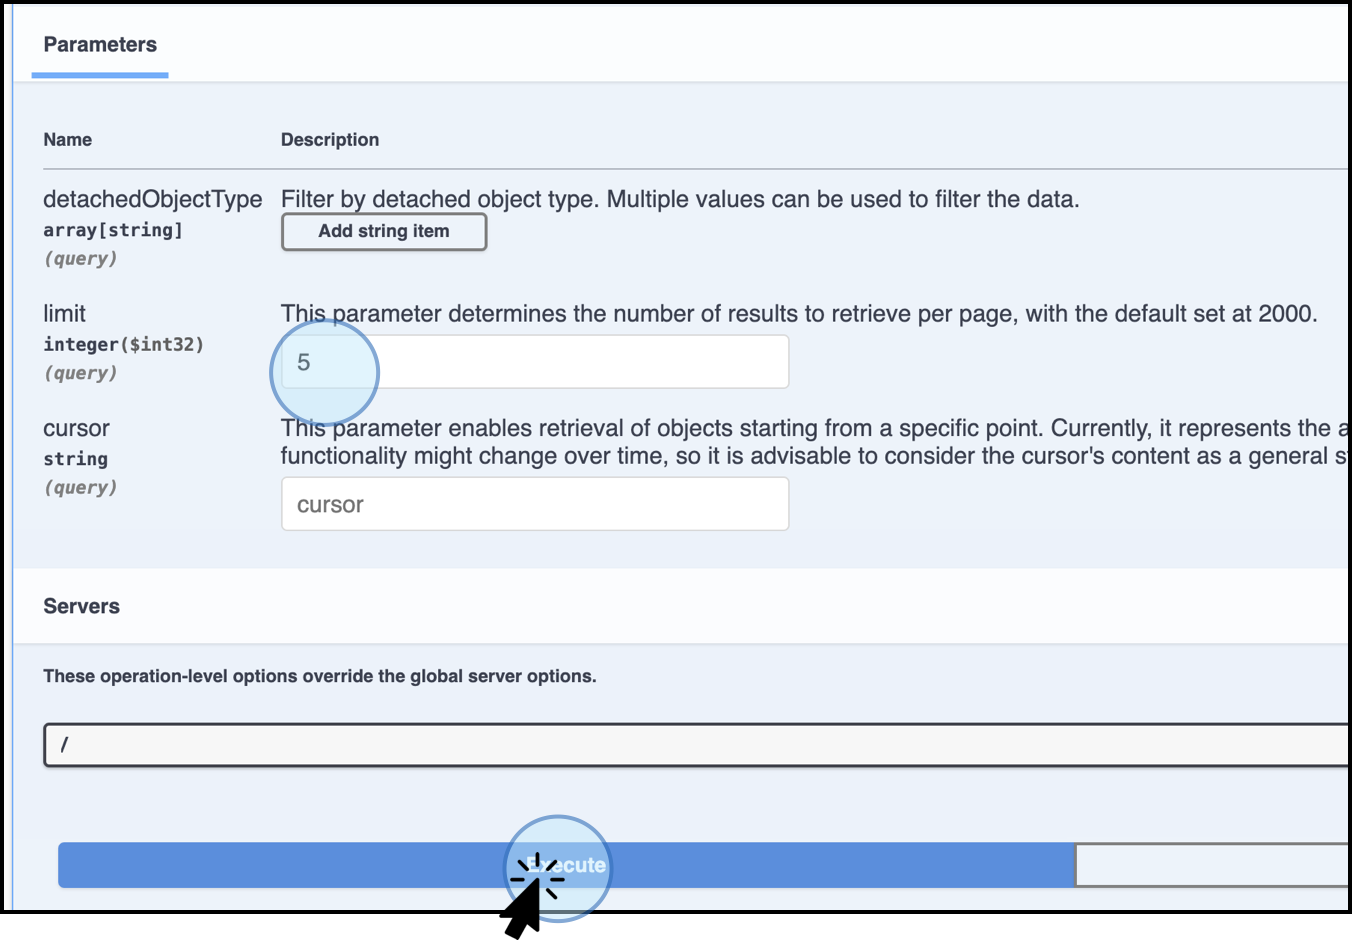 Parameters
Name Description
detachedObjectType Filter by detached object type. Multiple values can be used to filter the data.
array[string] Add string item
(query)
limit This parameter determines the number of results to retrieve per page, with the default set at 2000.
integer($int32) 5
(query)
cursor This parameter enables retrieval of objects starting from a specific point. Currently, it represents the
string functionality might change over time, so it is advisable to consider the cursor's content as a general
(query)
cursor
Servers
These operation-level options override the global server options.
/
Execute